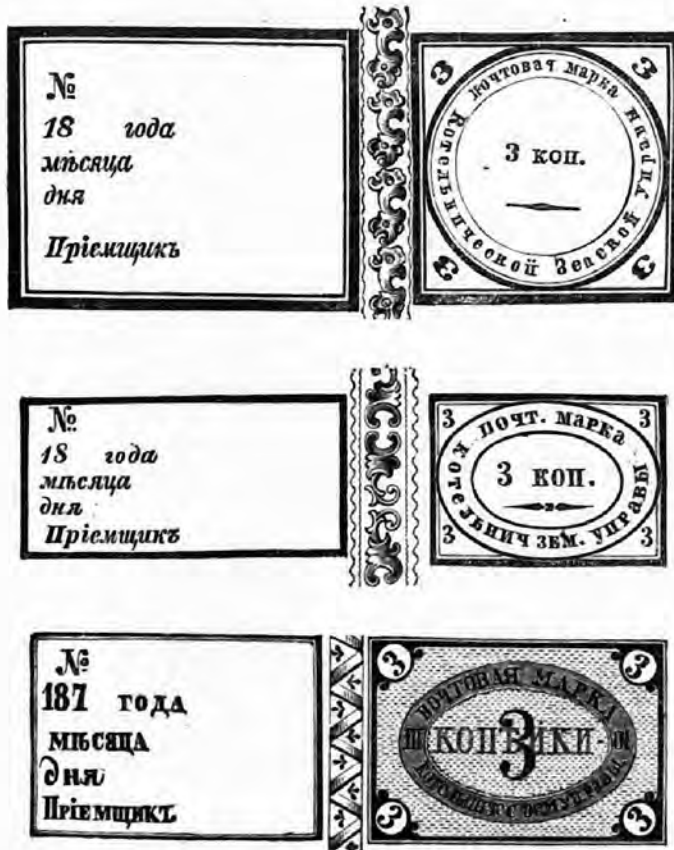 №
18 года
мѣсяца
дня
Пріемщикъ
3 3
Котельнической Земской управы почтовая марка
3 коп.
3 3
№
18 года
мѣсяца
дня
Пріемщикъ
3 3
ПОЧТ. МАРКА
3 КОП.
КОТЕЛЬНИЧ ЗЕМ. УПРАВЫ
3 3
№
187 ГОДА
МѢСЯЦА
дня
ПРІЕМЩИКЪ
3 3
ПОЧТОВАЯ МАРКА
3
КОПѢЙКИ
3 3